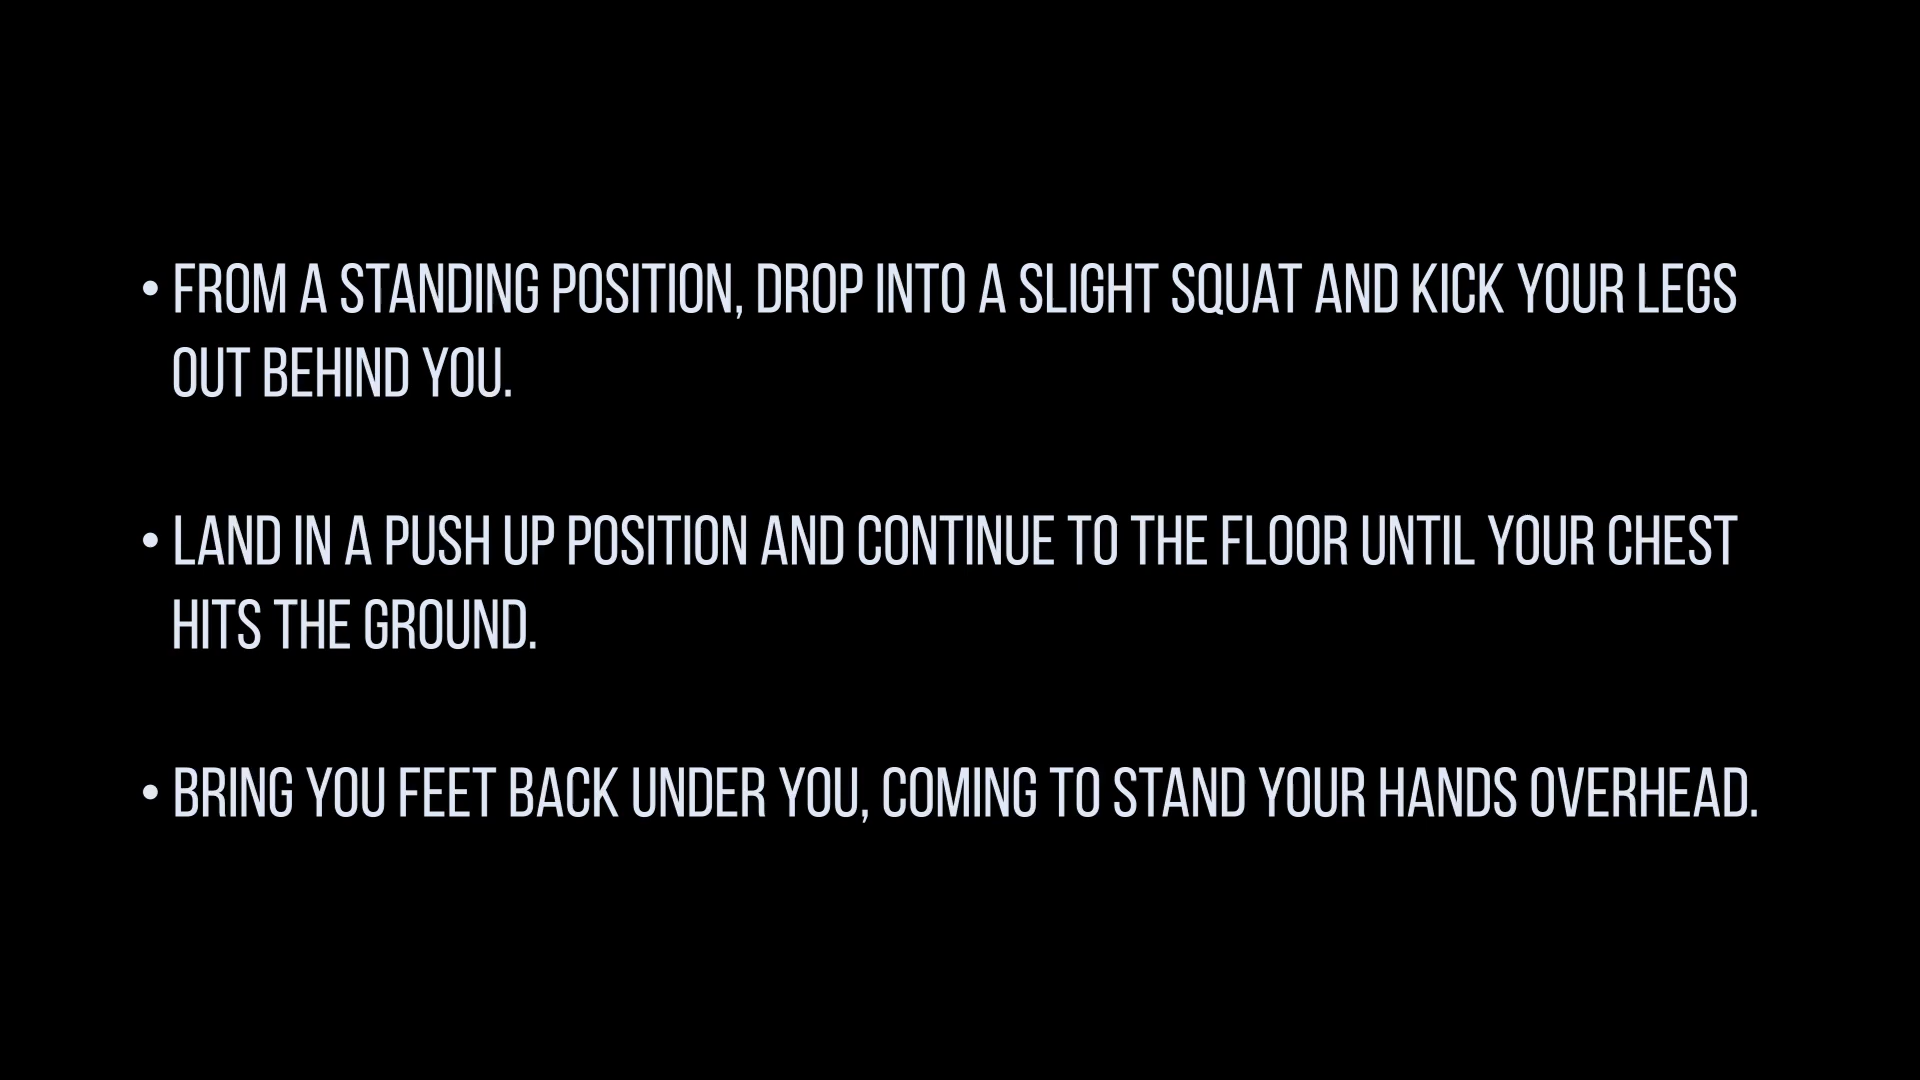 • FROM A STANDING POSITION, DROP INTO A SLIGHT SQUAT AND KICK YOUR LEGS
OUT BEHIND YOU.
• LAND IN A PUSH UP POSITION AND CONTINUE TO THE FLOOR UNTIL YOUR CHEST
HITS THE GROUND.
• BRING YOU FEET BACK UNDER YOU, COMING TO STAND YOUR HANDS OVERHEAD.